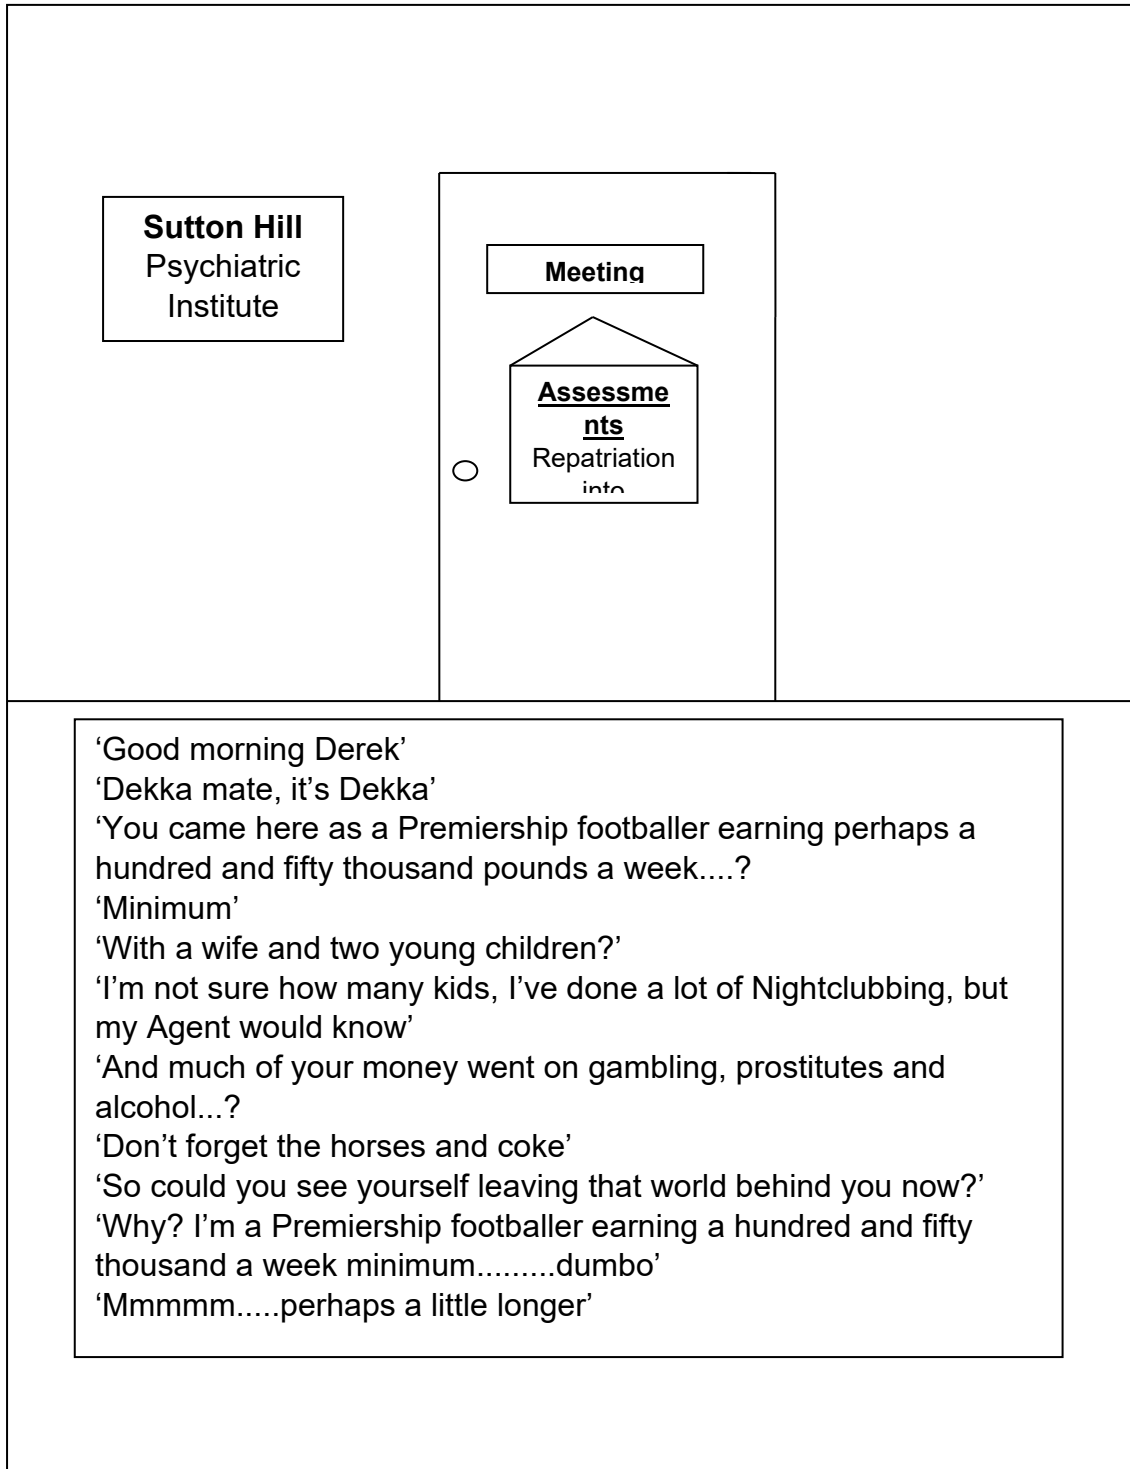 Sutton Hill
Psychiatric
Institute
Meeting
Assessme
nts
Repatriation
into
‘Good morning Derek’
‘Dekka mate, it’s Dekka’
‘You came here as a Premiership footballer earning perhaps a
hundred and fifty thousand pounds a week....?
‘Minimum’
‘With a wife and two young children?’
‘I’m not sure how many kids, I’ve done a lot of Nightclubbing, but
my Agent would know’
‘And much of your money went on gambling, prostitutes and
alcohol...?
‘Don’t forget the horses and coke’
‘So could you see yourself leaving that world behind you now?’
‘Why? I’m a Premiership footballer earning a hundred and fifty
thousand a week minimum.........dumbo’
‘Mmmmm.....perhaps a little longer’